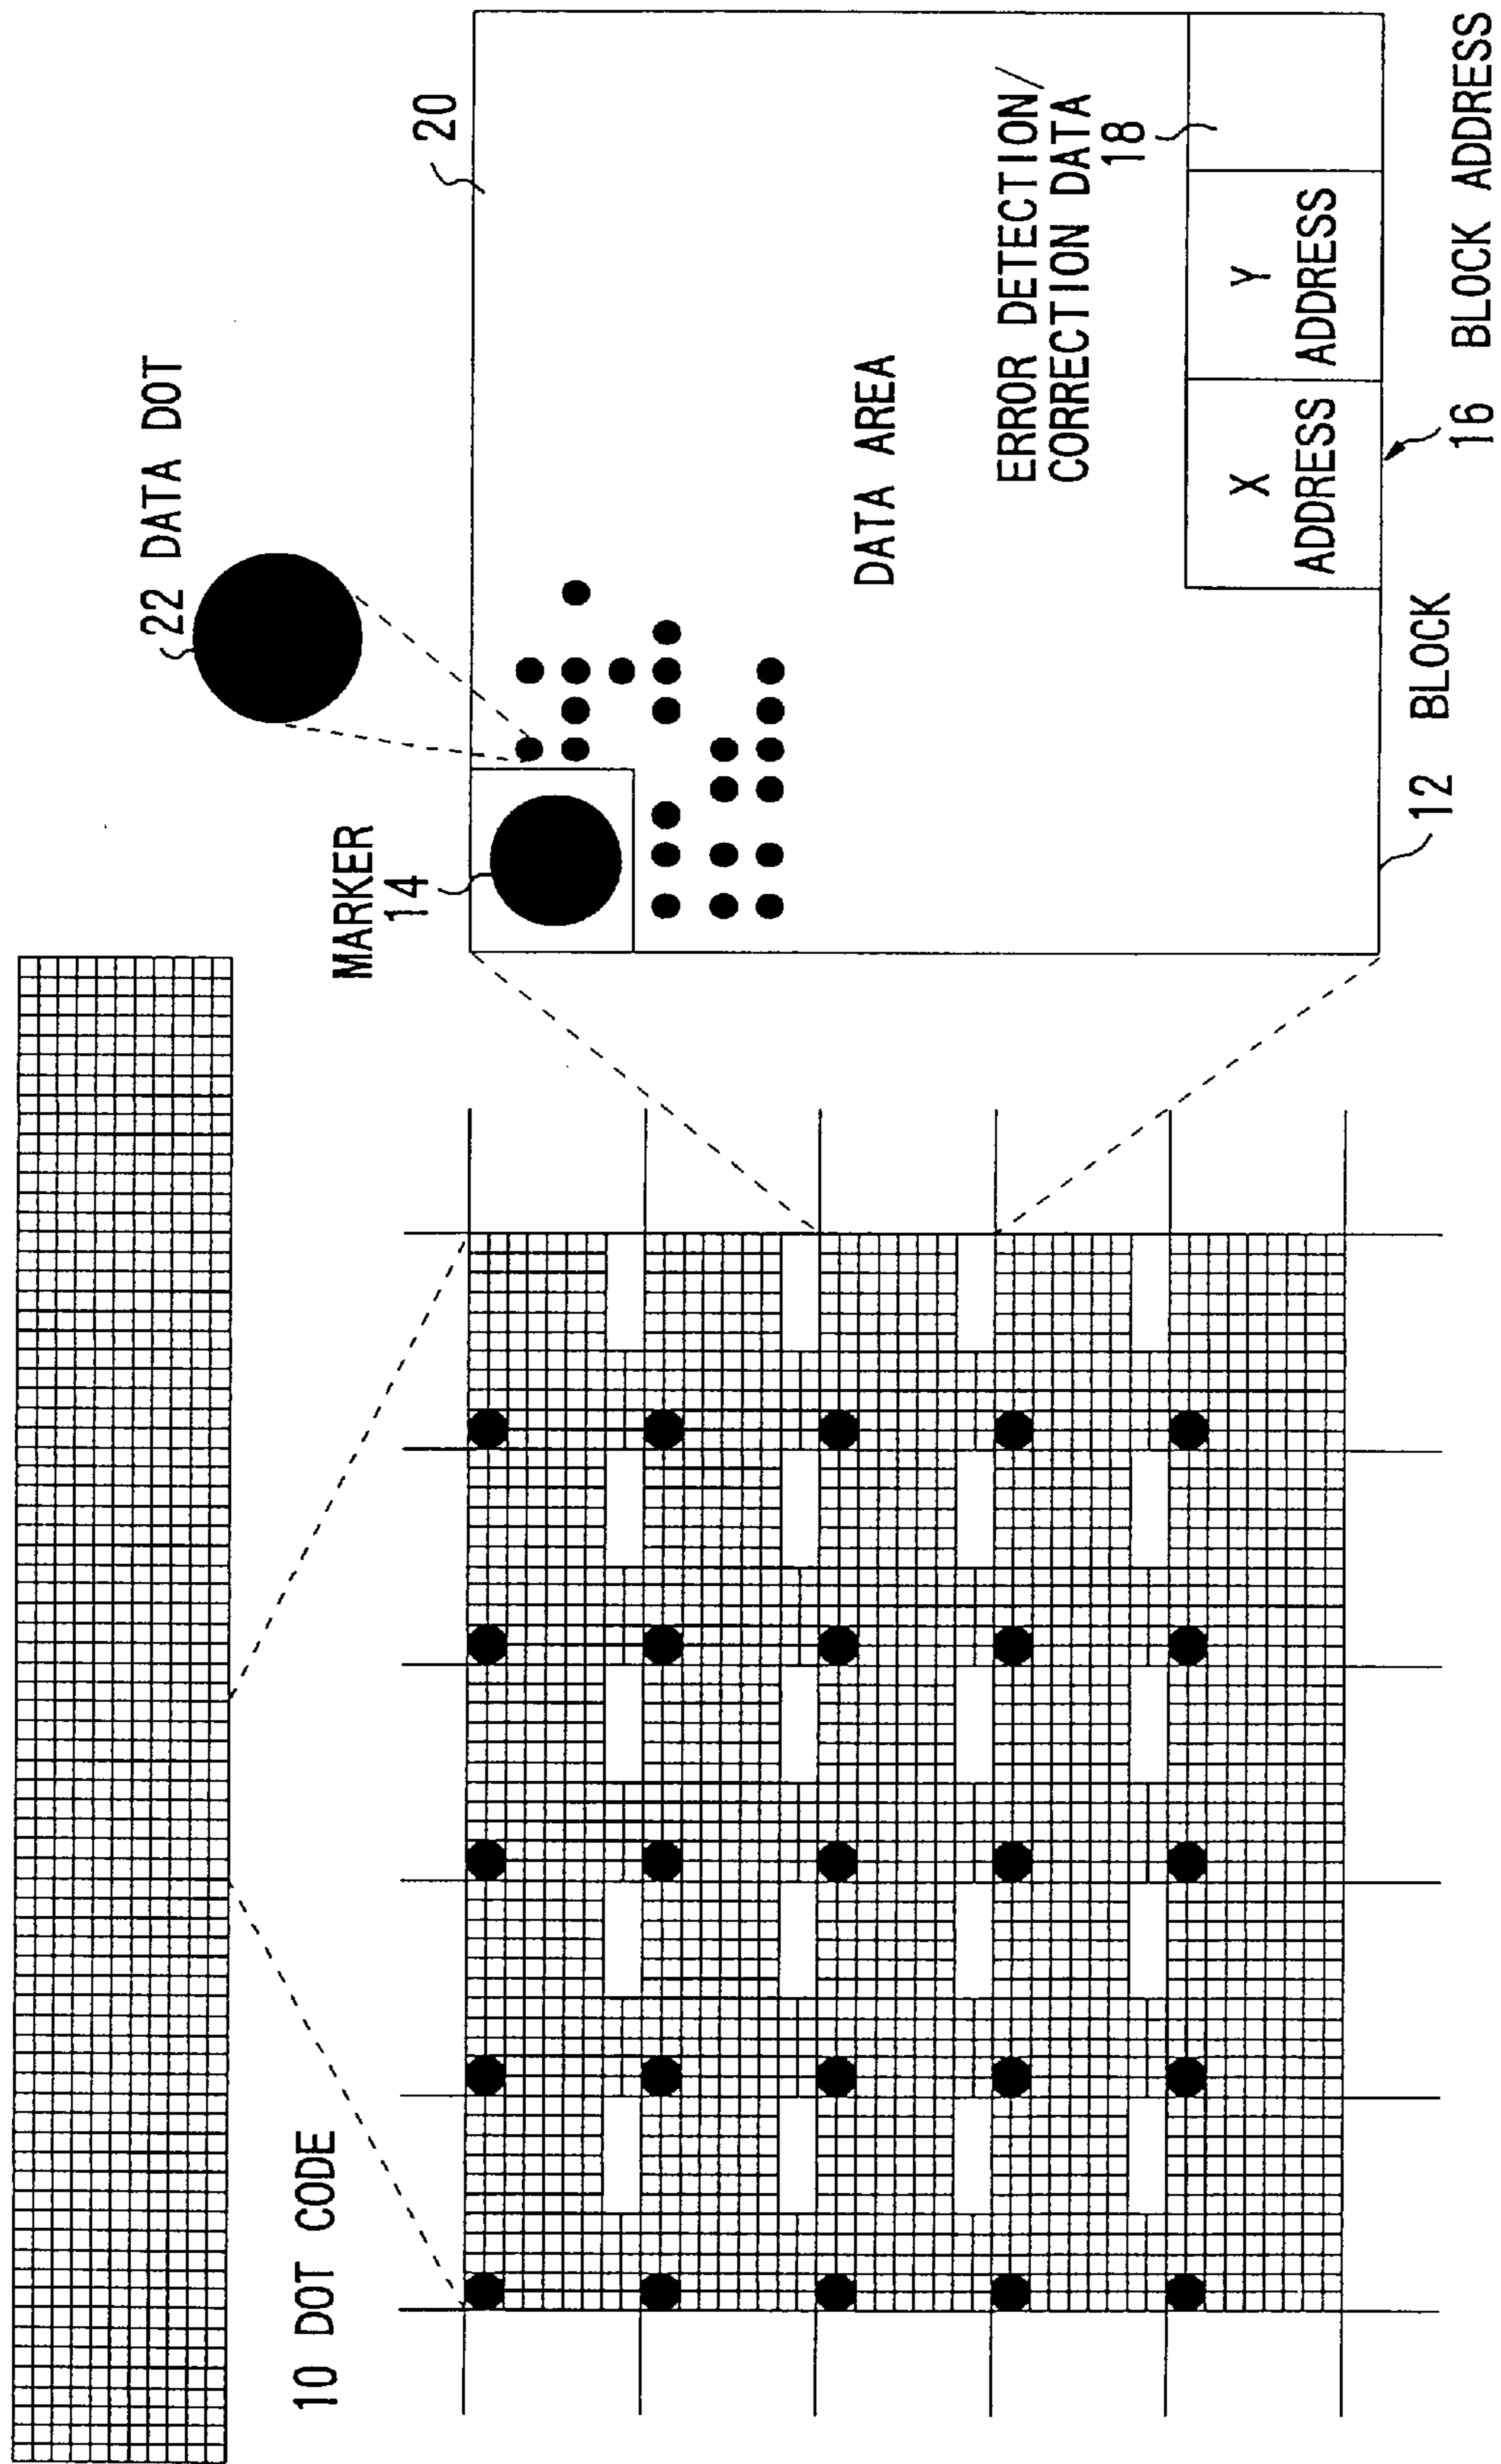 10 DOT CODE
22 DATA DOT
MARKER
14
20
DATA AREA
ERROR DETECTION/
CORRECTION DATA
18
X
ADDRESS
Y
ADDRESS
12 BLOCK
16 BLOCK ADDRESS